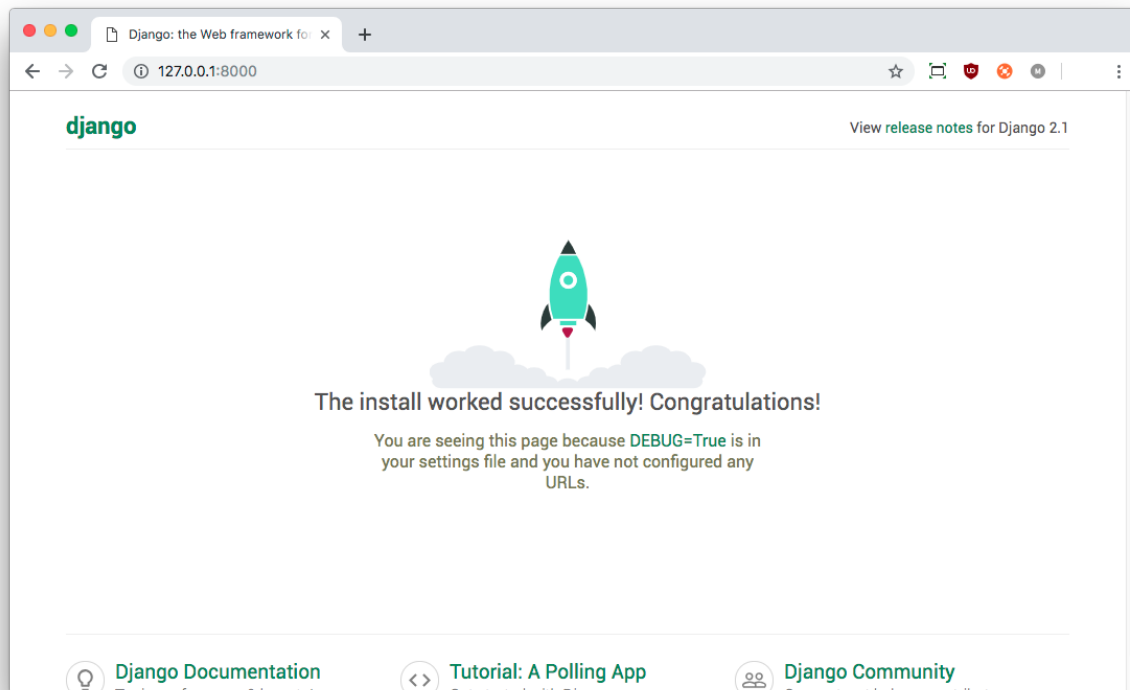 Django: the Web framework fo
127.0.0.1:8000
UD
M
django
View release notes for Django 2.1
The install worked successfully! Congratulations!
You are seeing this page because DEBUG=True is in
your settings file and you have not configured any
URLs.
Django Documentation
Tutorial: A Polling App
Django Community